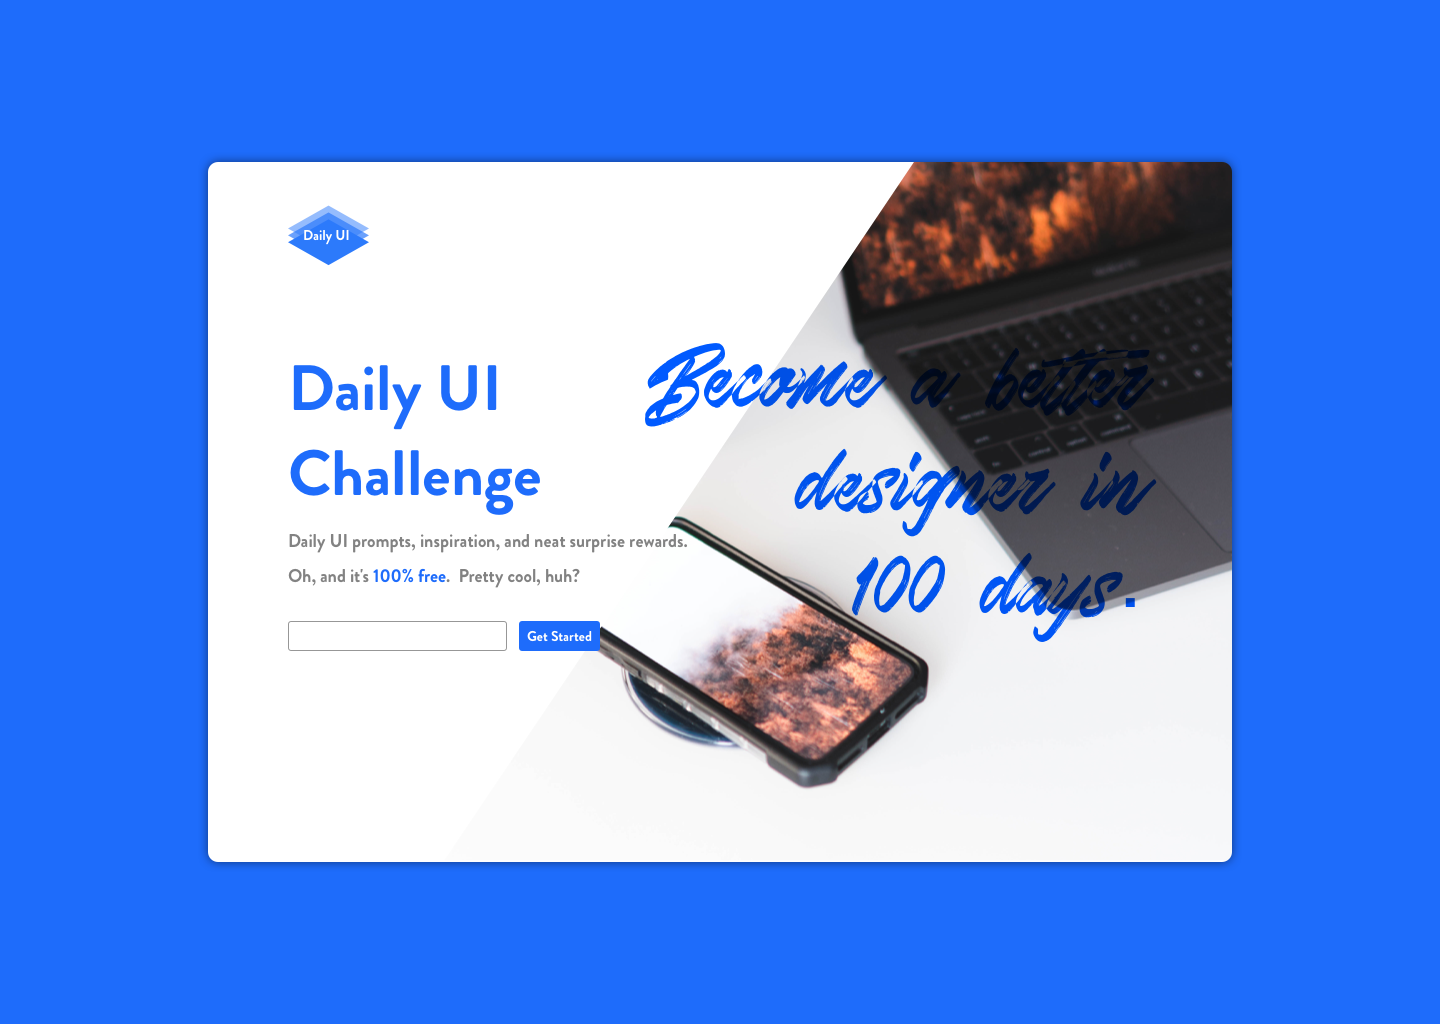 Daily UI
Daily UI
Challenge
Daily UI prompts, inspiration, and neat surprise rewards.
Oh, and it's 100% free.  Pretty cool, huh?
Get Started
Become a better
designer in
100 days.